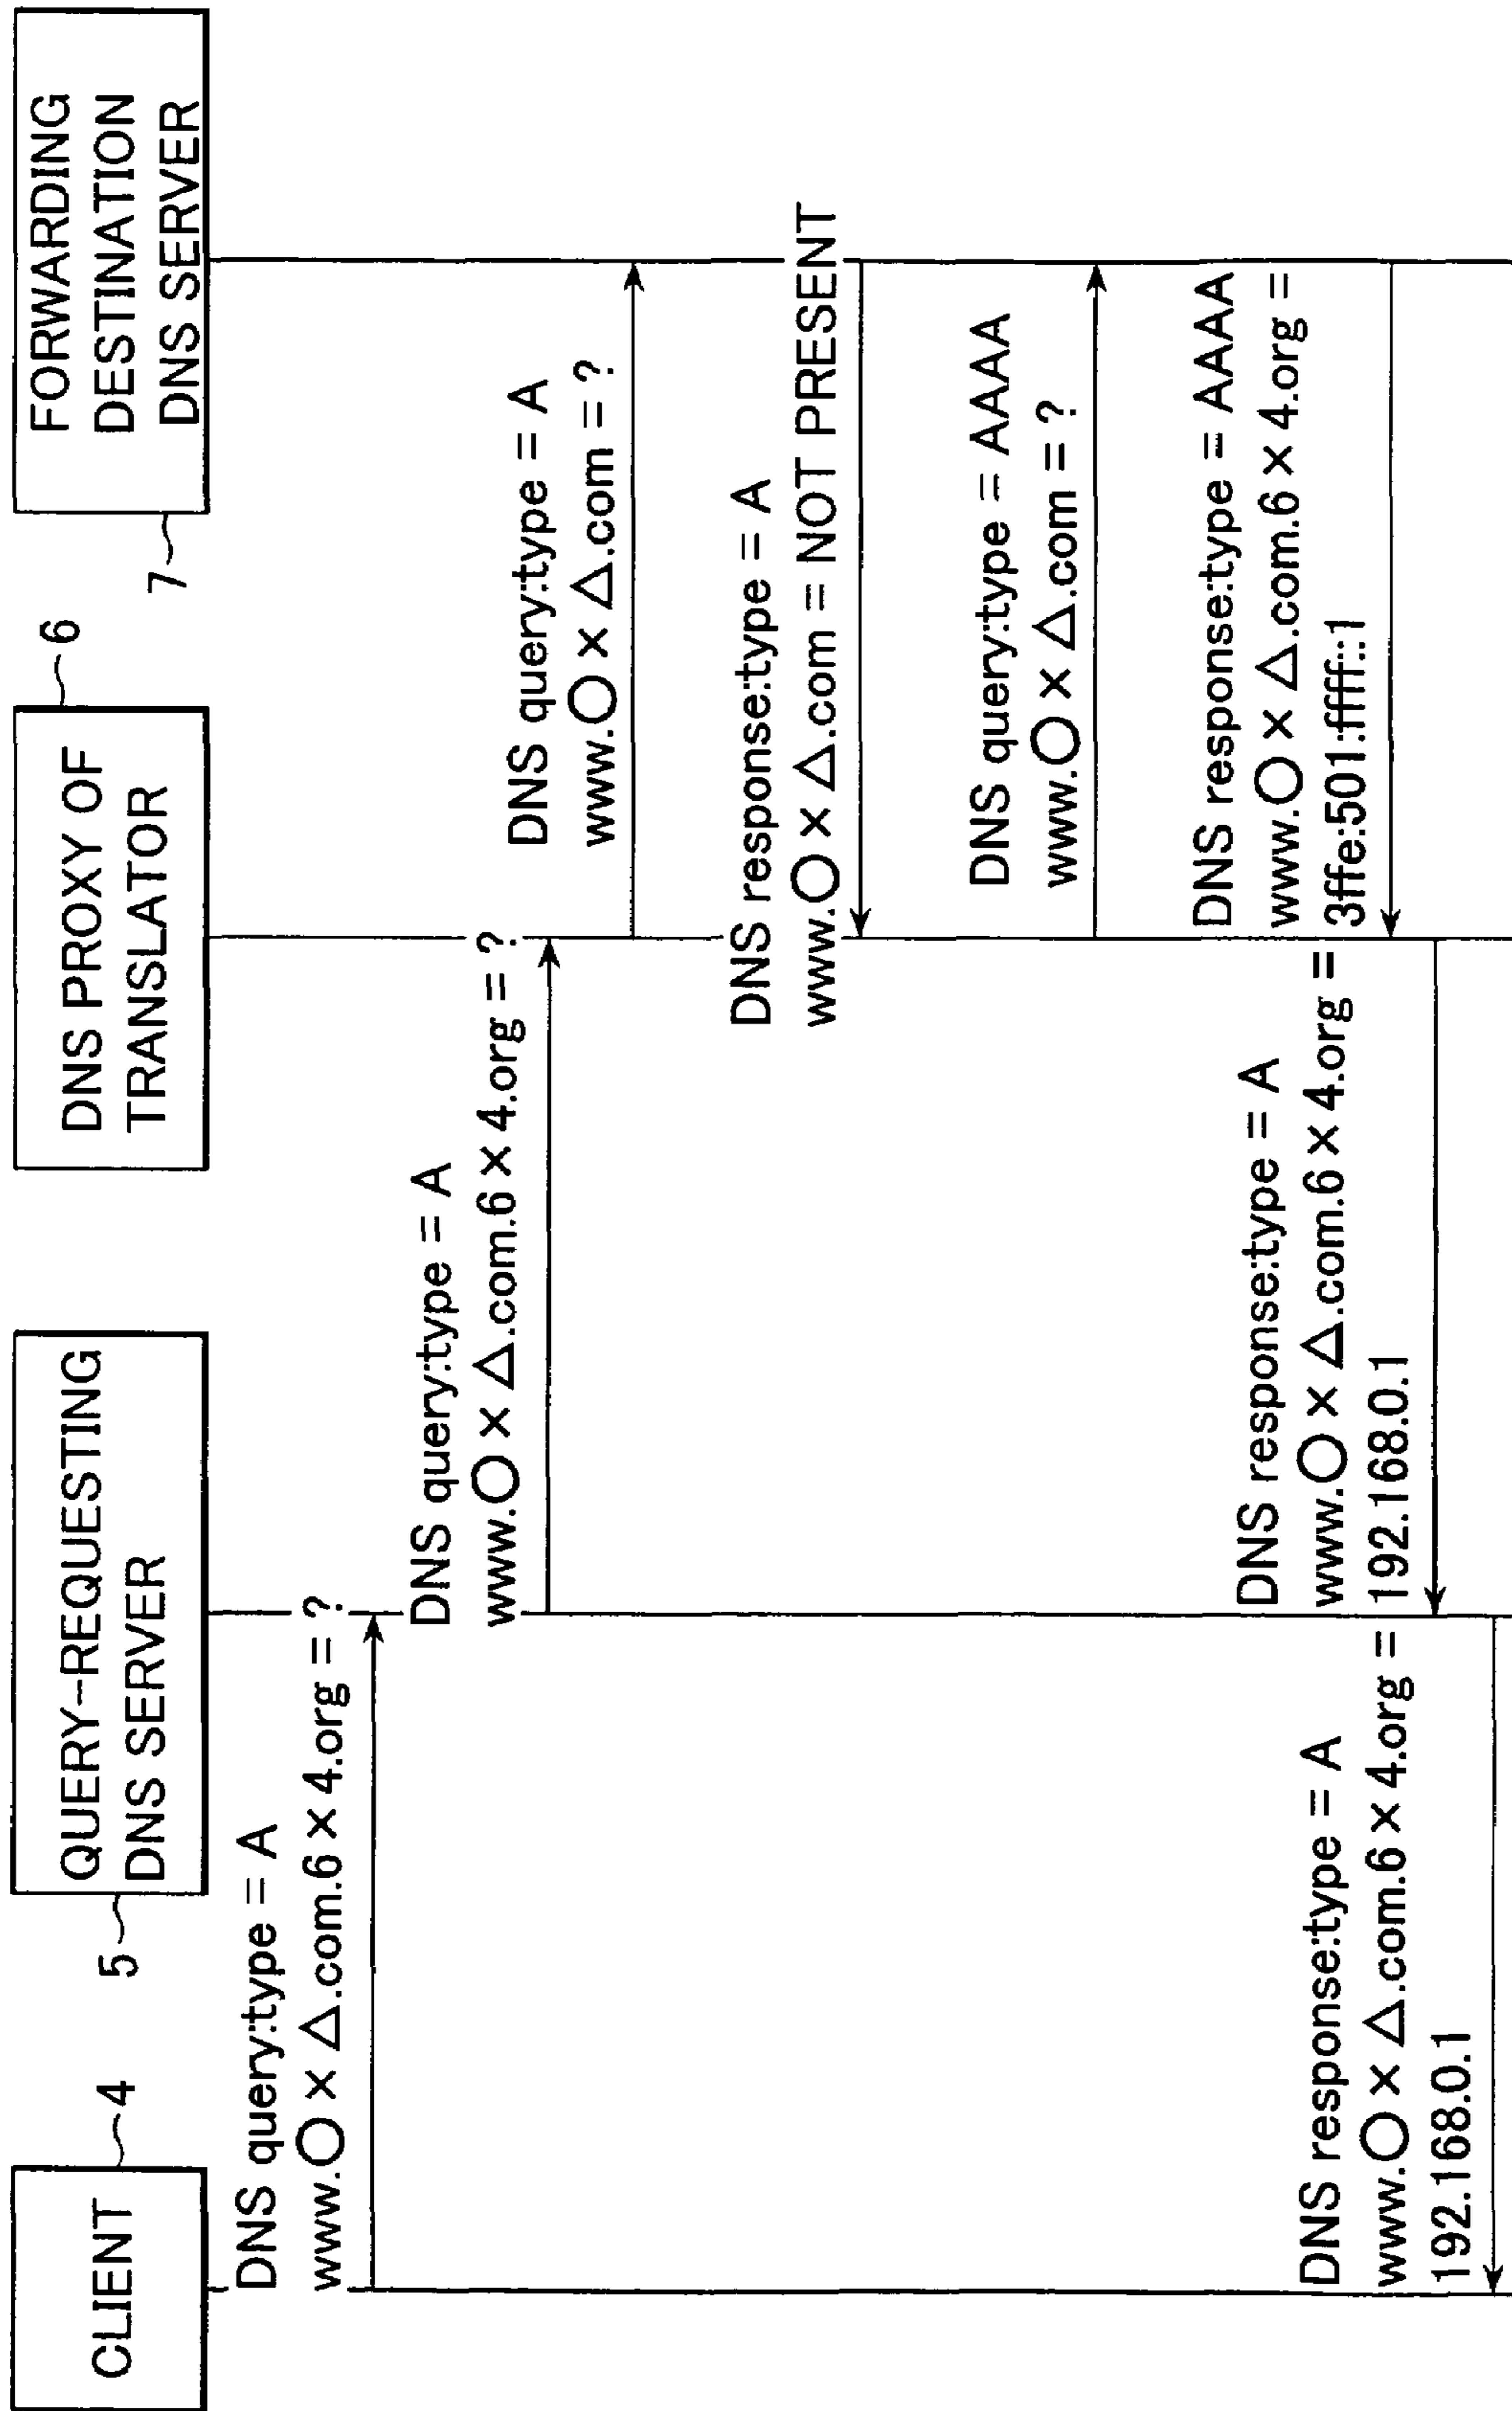 CLIENT
4
QUERY-REQUESTING
DNS SERVER
5
DNS PROXY OF
TRANSLATOR
6
FORWARDING
DESTINATION
DNS SERVER
7
DNS query:type = A
www.○×△.com.6×4.org = ?
DNS query:type = A
www.○×△.com.6×4.org = ?
DNS query:type = A
www.○×△.com = ?
DNS response:type = A
www.○×△.com = NOT PRESENT
DNS query:type = AAAA
www.○×△.com = ?
DNS response:type = AAAA
www.○×△.com.6×4.org =
3ffe:501:ffff::1
DNS response:type = A
www.○×△.com.6×4.org =
192.168.0.1
DNS response:type = A
www.○×△.com.6×4.org =
192.168.0.1